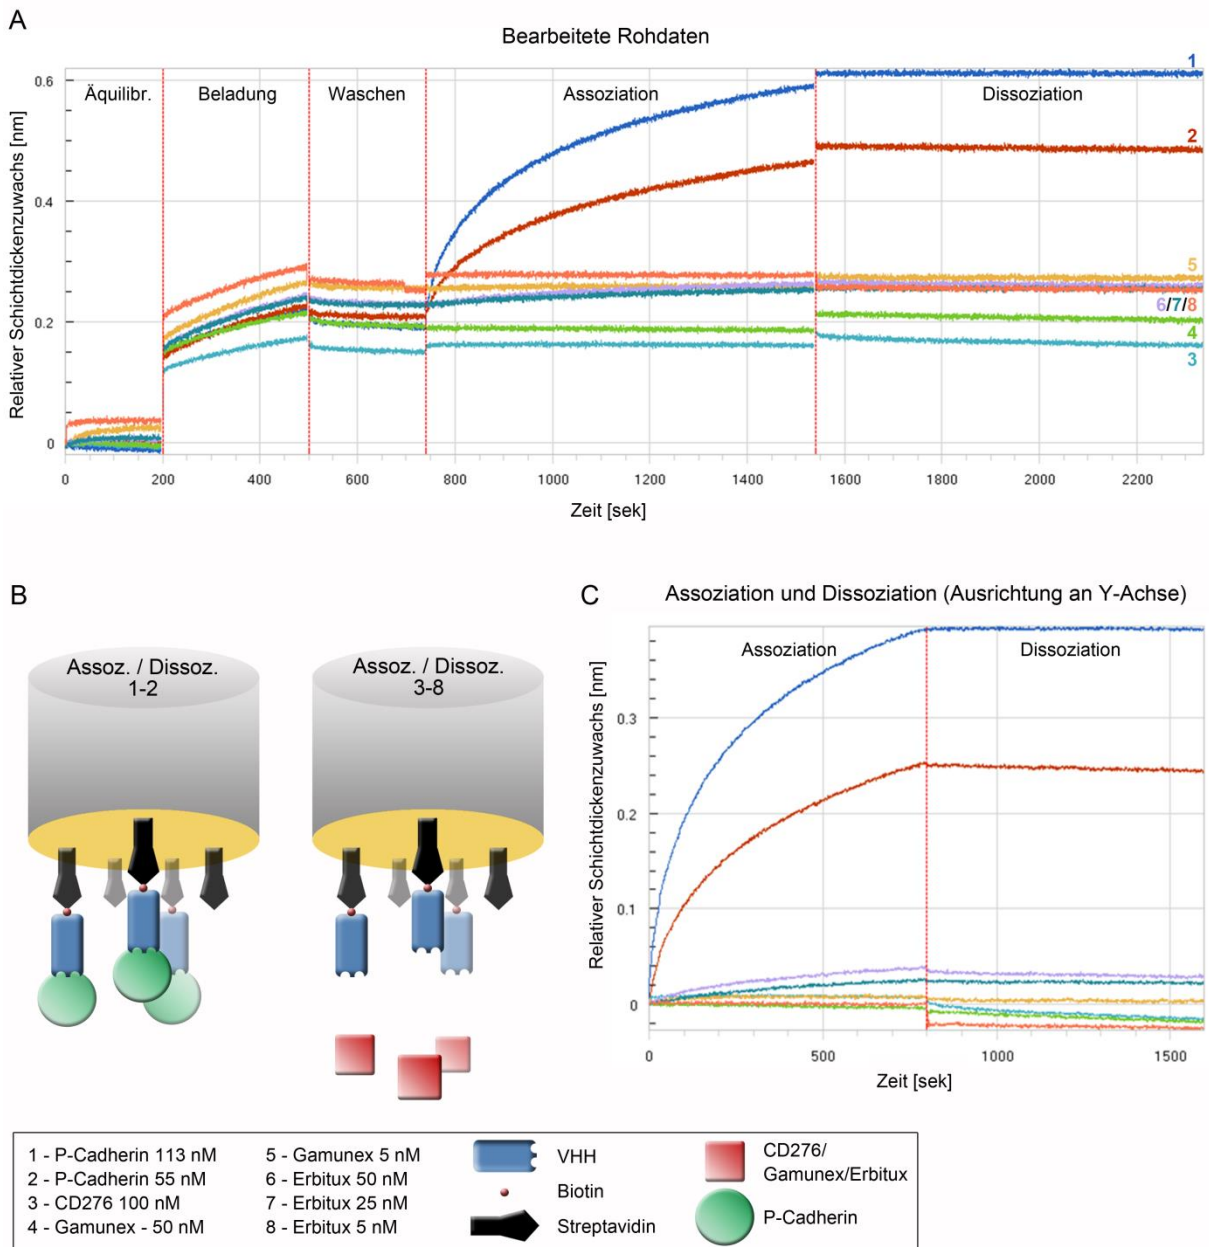 A
Bearbeitete Rohdaten
Relativer Schichtdickenzuwachs [nm]
0.6
0.4
0.2
0
Äquilibr.
Beladung
Waschen
Assoziation
Dissoziation
1
2
5
6/7/8
4
3
0 200 400 600 800 1000 1200 1400 1600 1800 2000 2200
Zeit [sek]
B
Assoz. / Dissoz.
1-2
Assoz. / Dissoz.
3-8
C
Assoziation und Dissoziation (Ausrichtung an Y-Achse)
Relativer Schichtdickenzuwachs [nm]
Assoziation
Dissoziation
0.3
0.2
0.1
0
0 500 1000 1500
Zeit [sek]
1 - P-Cadherin 113 nM
2 - P-Cadherin 55 nM
3 - CD276 100 nM
4 - Gamunex - 50 nM
5 - Gamunex 5 nM
6 - Erbitux 50 nM
7 - Erbitux 25 nM
8 - Erbitux 5 nM
VHH
Biotin
Streptavidin
CD276/
Gamunex/Erbitux
P-Cadherin